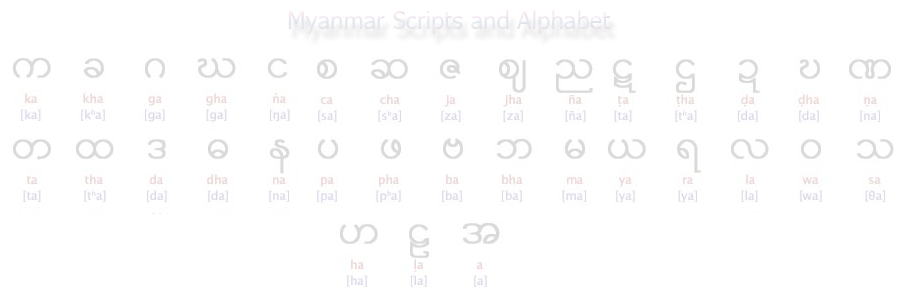 Myanmar Scripts and Alphabet
က ခ ဂ ဃ င စ ဆ ဇ ဈ ည ဋ ဌ ဍ ဎ ဏ
ka kha ga gha ṅa ca cha ja jha ña ṭa ṭha ḍa ḍha ṇa
[ka] [kʰa] [ga] [ga] [ŋa] [sa] [sʰa] [za] [za] [ña] [ta] [tʰa] [da] [da] [na]
တ ထ ဒ ဓ န ပ ဖ ဗ ဘ မ ယ ရ လ ဝ သ
ta tha da dha na pa pha ba bha ma ya ra la wa sa
[ta] [tʰa] [da] [da] [na] [pa] [pʰa] [ba] [ba] [ma] [ya] [ya] [la] [wa] [θa]
ဟ ဠ အ
ha ḷa a
[ha] [la] [a]